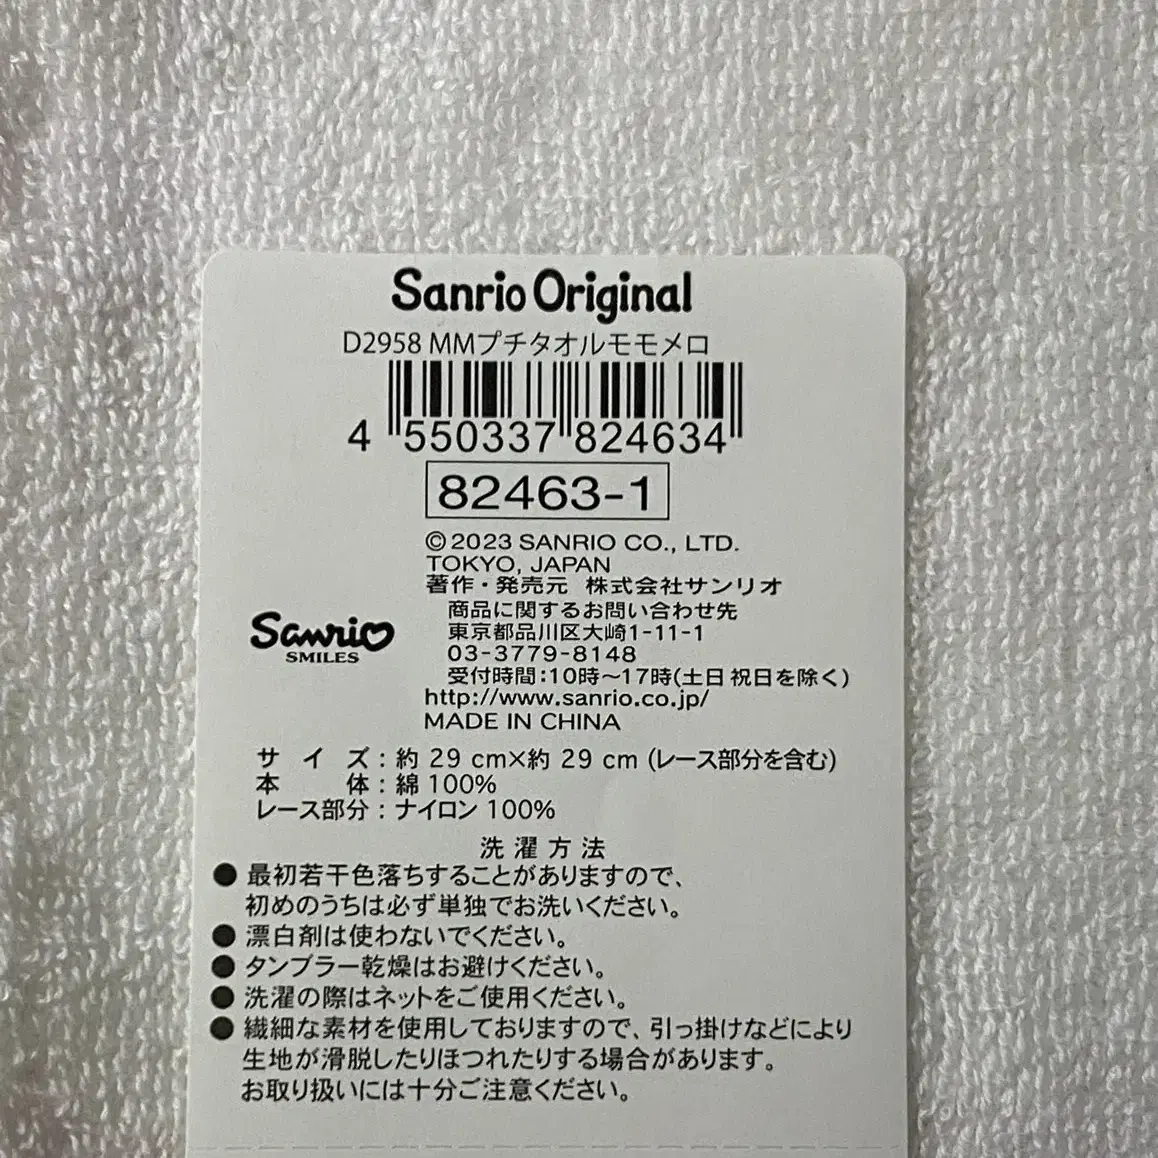 Sanrio Original
D2958 MMプチタオルモモメロ
4 550337 824634
82463-1
©2023 SANRIO CO., LTD.
TOKYO, JAPAN
著作・発売元 株式会社サンリオ
商品に関するお問い合わせ先
東京都品川区大崎1-11-1
03-3779-8148
受付時間:10時〜17時(土日祝日を除く)
http://www.sanrio.co.jp/
MADE IN CHINA
Sanrio
SMILES
サイズ:約 29 cm×約 29 cm (レース部分を含む)
本体:綿 100%
レース部分:ナイロン 100%
洗濯方法
● 最初若干色落ちすることがありますので、
初めのうちは必ず単独でお洗いください。
● 漂白剤は使わないでください。
● タンブラー乾燥はお避けください。
● 洗濯の際はネットをご使用ください。
● 繊細な素材を使用しておりますので、引っ掛けなどにより
生地が滑脱したりほつれたりする場合があります。
お取り扱いには十分ご注意ください。